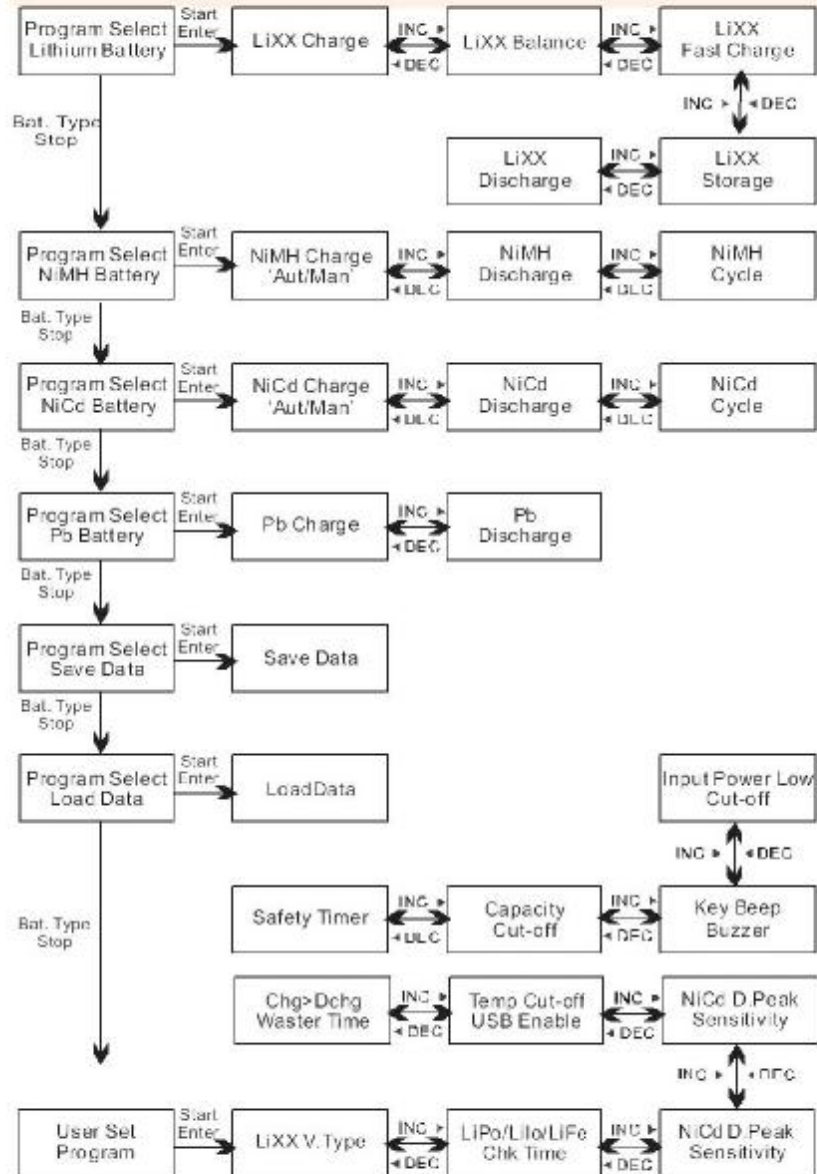 Program Select
Lithium Battery
Start
Enter
LiXX Charge
INC ►
◄ DEC
LiXX Balance
INC ►
◄ DEC
LiXX
Fast Charge
INC ►
◄ DEC
Bat. Type
Stop
LiXX
Discharge
INC ►
◄ DEC
LiXX
Storage
Program Select
NiMH Battery
Start
Enter
NiMH Charge
'Aut/Man'
INC ►
◄ DEC
NiMH
Discharge
INC ►
◄ DEC
NiMH
Cycle
Bat. Type
Stop
Program Select
NiCd Battery
Start
Enter
NiCd Charge
'Aut/Man'
INC ►
◄ DEC
NiCd
Discharge
INC ►
◄ DEC
NiCd
Cycle
Bat. Type
Stop
Program Select
Pb Battery
Start
Enter
Pb Charge
INC ►
◄ DEC
Pb
Discharge
Bat. Type
Stop
Program Select
Save Data
Start
Enter
Save Data
Bat. Type
Stop
Program Select
Load Data
Start
Enter
LoadData
Input Power Low
Cut-off
INC ►
◄ DEC
Bat. Type
Stop
Safety Timer
INC ►
◄ DEC
Capacity
Cut-off
INC ►
◄ DEC
Key Beep
Buzzer
Chg>Dchg
Waster Time
INC ►
◄ DEC
Temp Cut-off
USB Enable
INC ►
◄ DEC
NiCd D.Peak
Sensitivity
INC ►
◄ DEC
User Set
Program
Start
Enter
LiXX V.Type
INC ►
◄ DEC
LiPo/LiIo/LiFe
Chk Time
INC ►
◄ DEC
NiCd D.Peak
Sensitivity